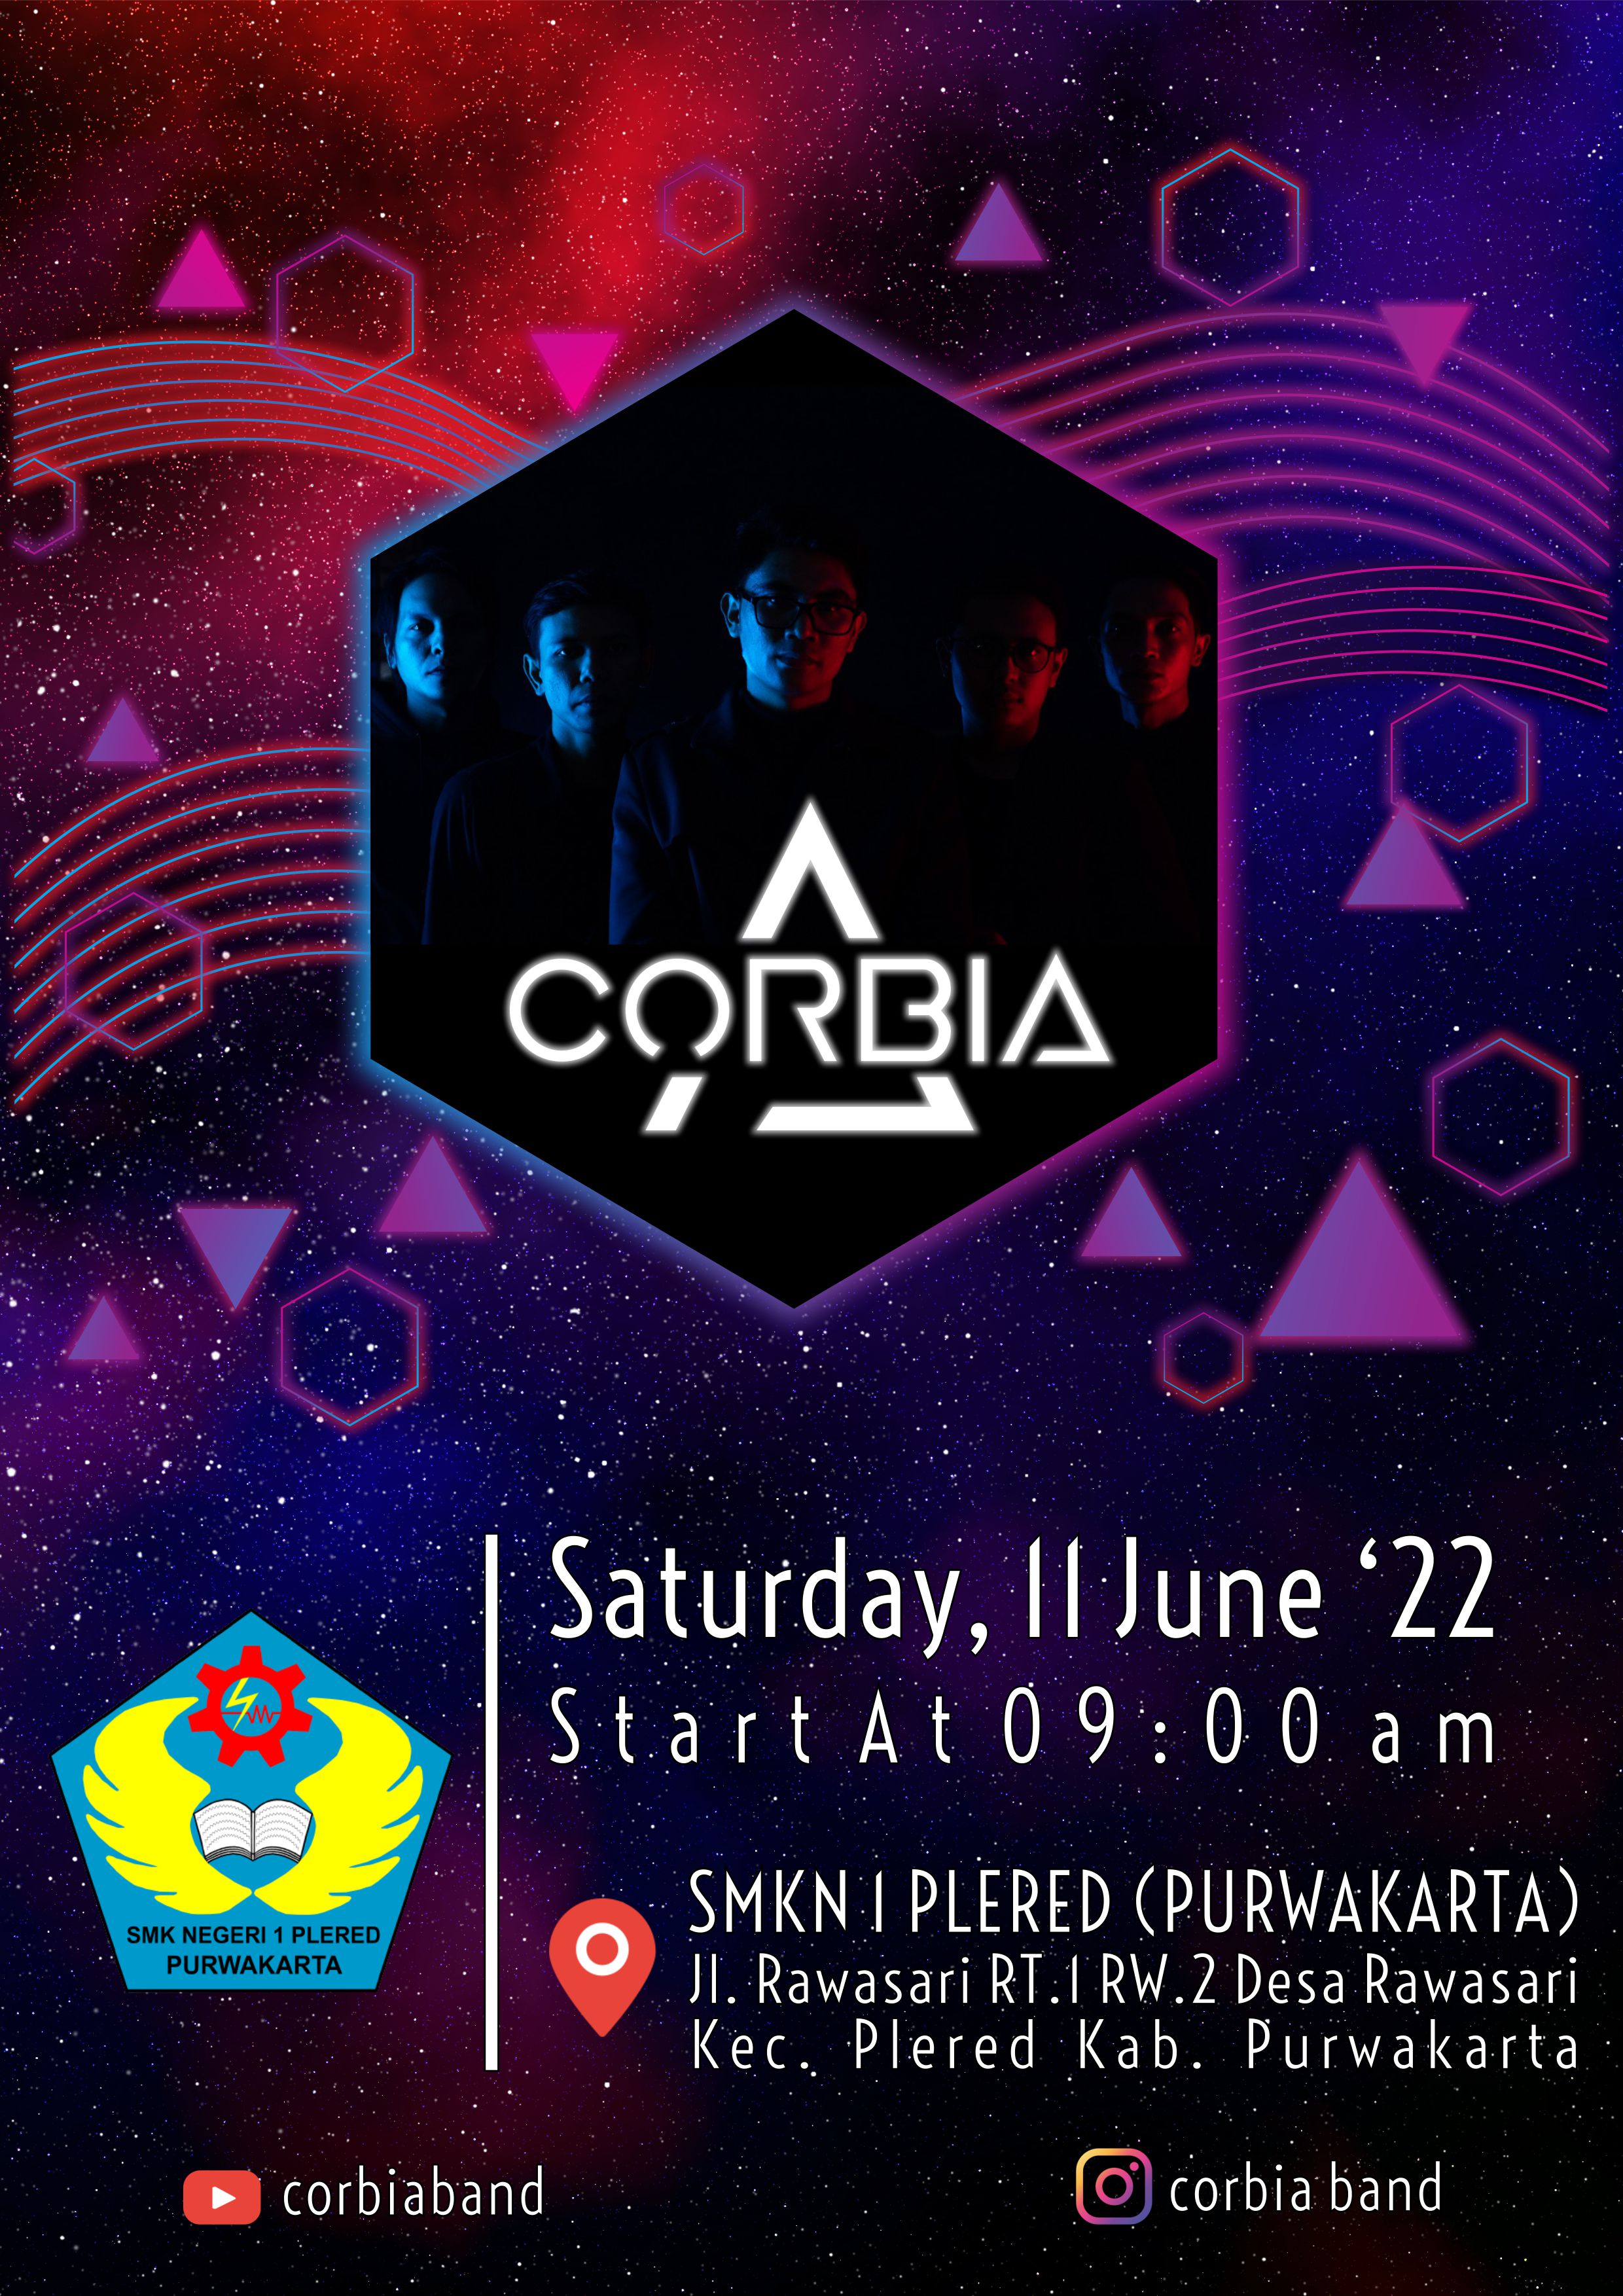 CORBIA
Saturday, 11 June ‘22
Start At 09:00 am
SMK NEGERI 1 PLERED
PURWAKARTA
SMKN 1 PLERED (PURWAKARTA)
Jl. Rawasari RT.1 RW.2 Desa Rawasari
Kec. Plered Kab. Purwakarta
corbiaband
corbia band